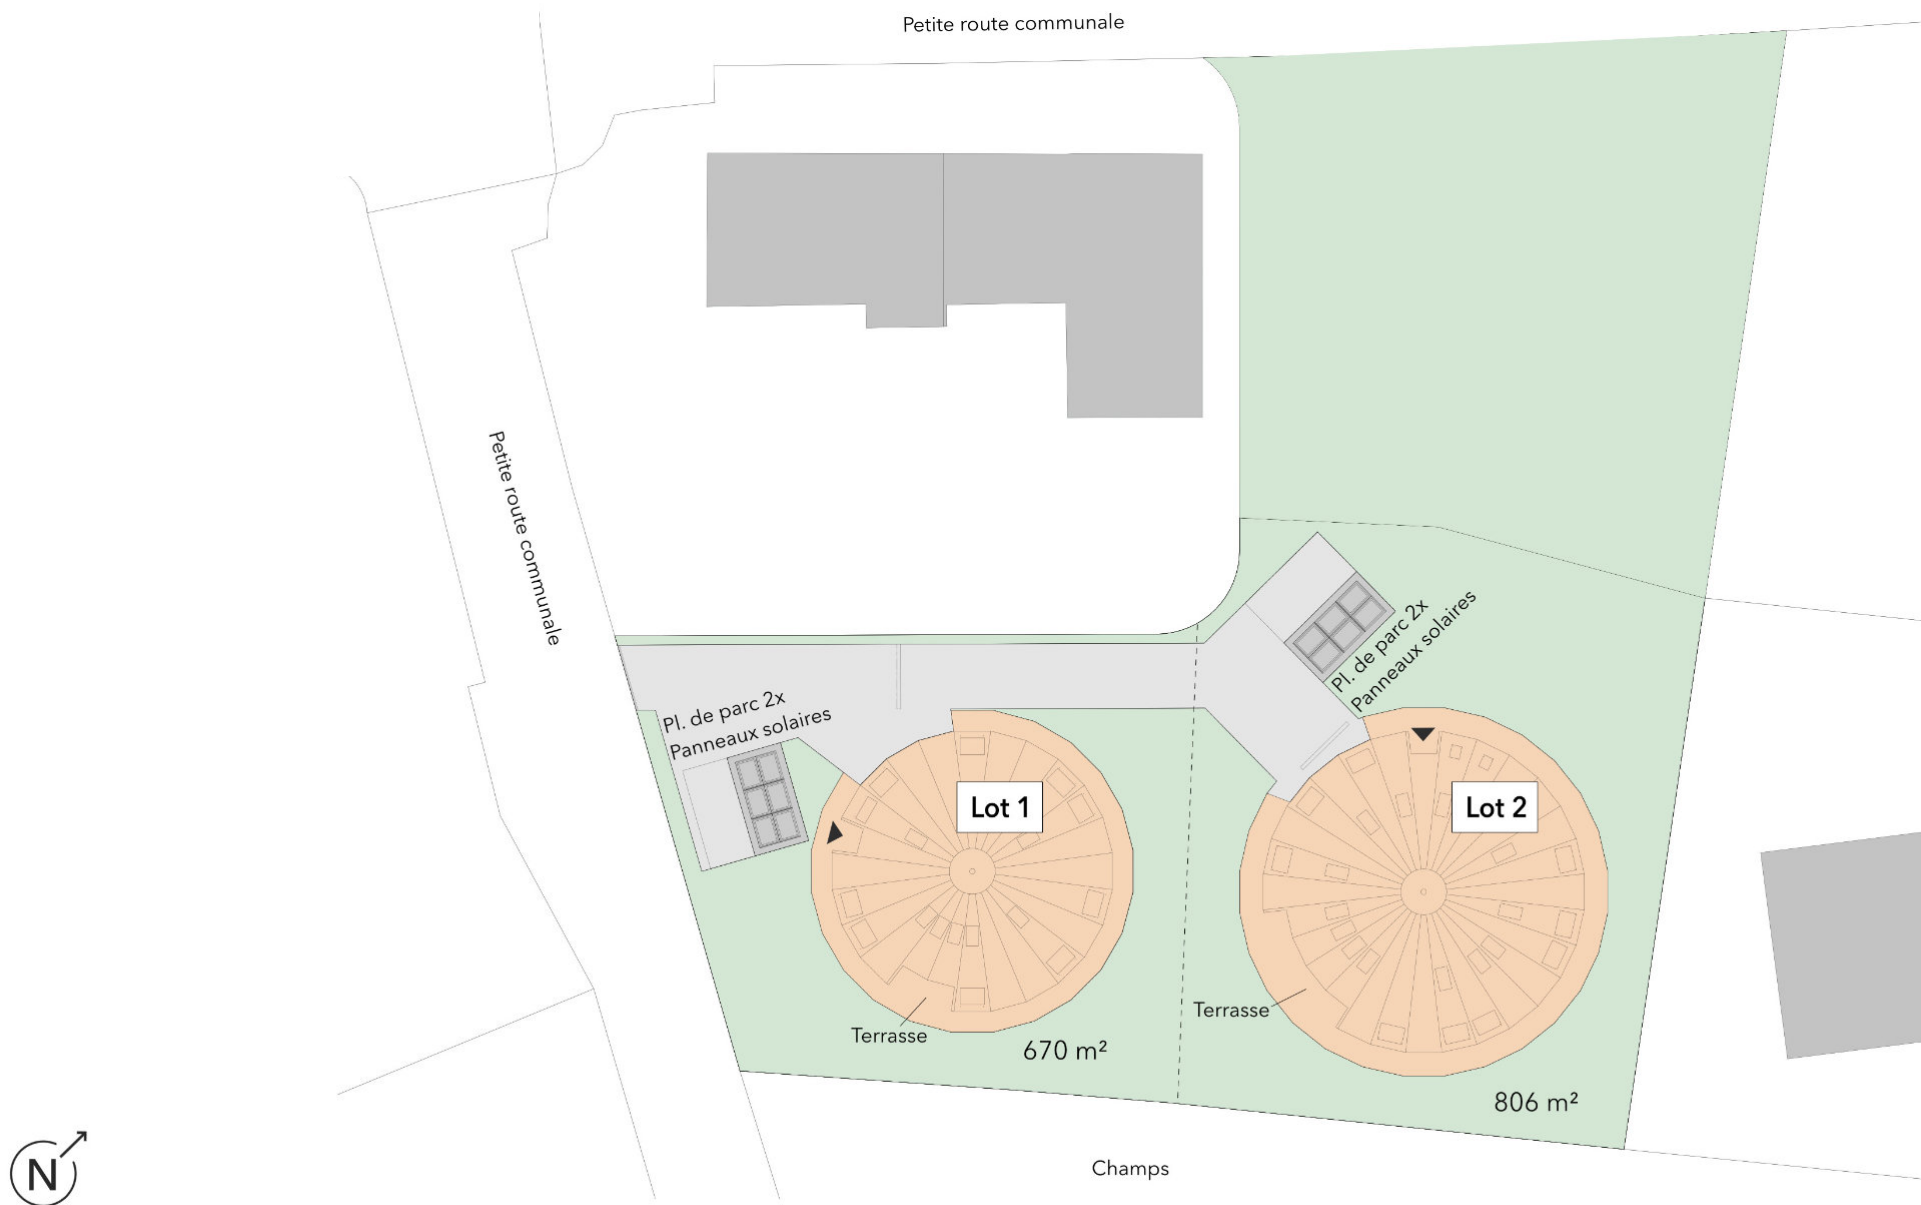 Petite route communale
Petite route communale
Pl. de parc 2x
Panneaux solaires
Pl. de parc 2x
Panneaux solaires
Lot 1
Lot 2
Terrasse
Terrasse
670 m²
806 m²
Champs
N